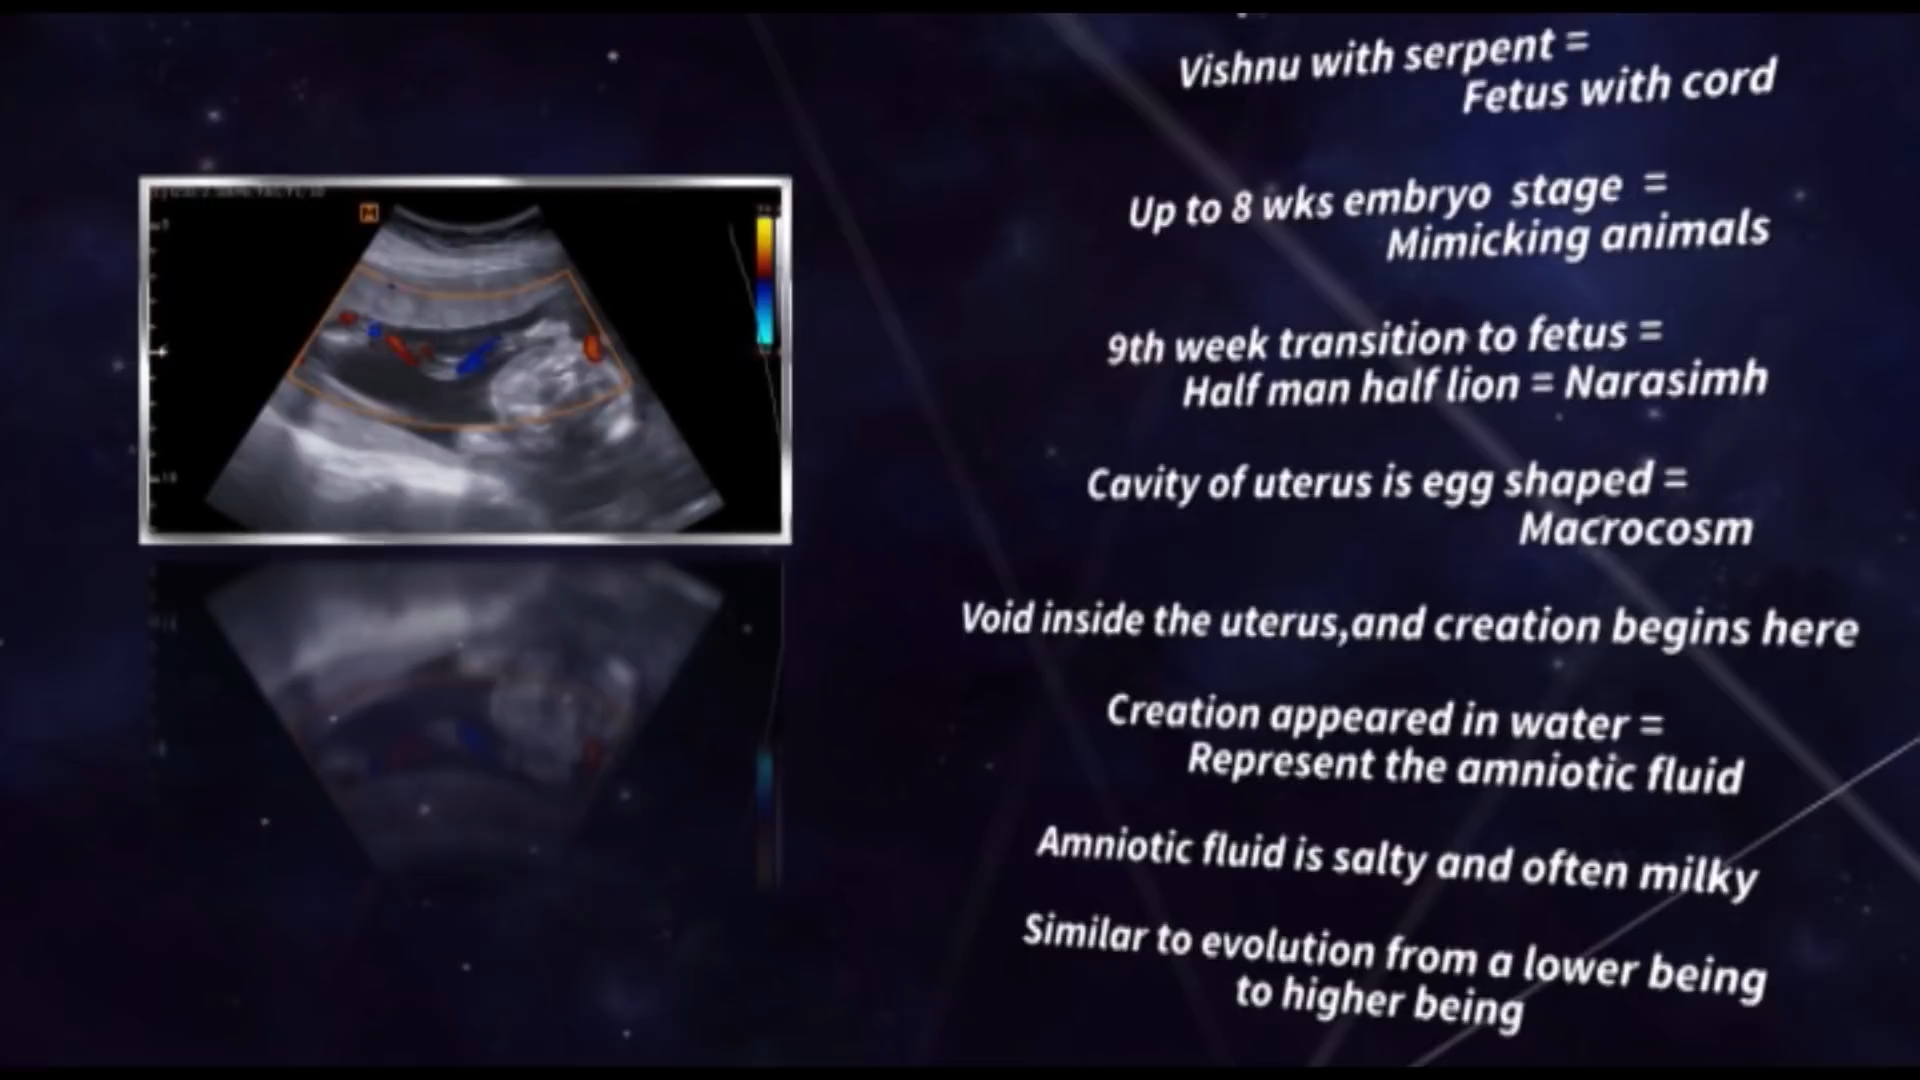 Vishnu with serpent =
Fetus with cord
Up to 8 wks embryo stage =
Mimicking animals
9th week transition to fetus =
Half man half lion = Narasimh
Cavity of uterus is egg shaped =
Macrocosm
Void inside the uterus,and creation begins here
Creation appeared in water =
Represent the amniotic fluid
Amniotic fluid is salty and often milky
Similar to evolution from a lower being
to higher being
M